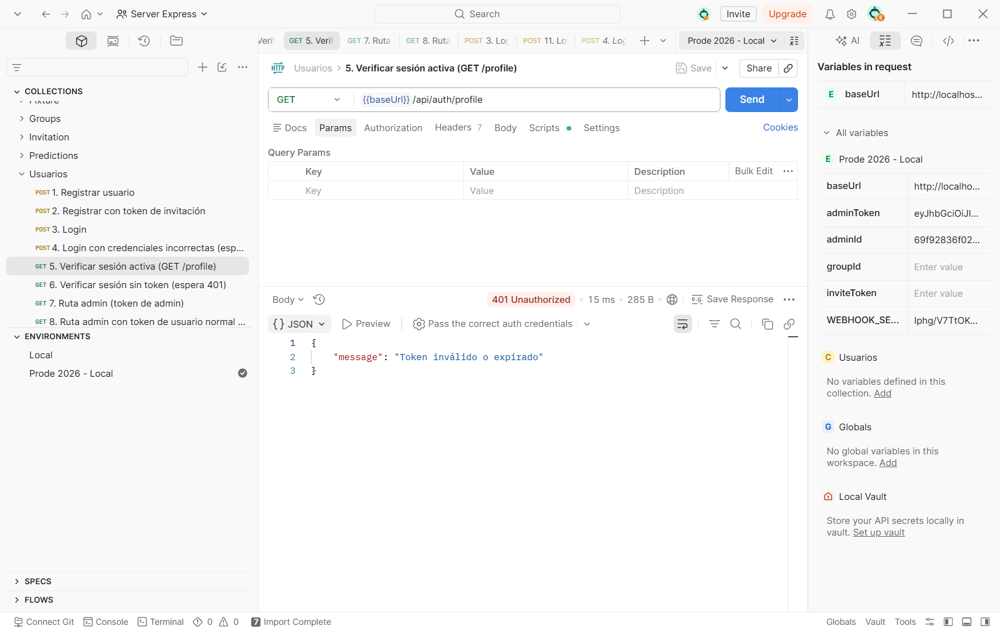 Server Express
Search
Invite
Upgrade
GET 5. Verif
GET 7. Ruta
GET 8. Ruta
POST 3. Log
POST 11. Lo
POST 4. Log
Prode 2026 - Local
AI
COLLECTIONS
Fixture
Groups
Invitation
Predictions
Usuarios
POST 1. Registrar usuario
POST 2. Registrar con token de invitación
POST 3. Login
POST 4. Login con credenciales incorrectas (esp...
GET 5. Verificar sesión activa (GET /profile)
GET 6. Verificar sesión sin token (espera 401)
GET 7. Ruta admin (token de admin)
GET 8. Ruta admin con token de usuario normal ...
ENVIRONMENTS
Local
Prode 2026 - Local
SPECS
FLOWS
HTTP Usuarios > 5. Verificar sesión activa (GET /profile)
Save
Share
GET {{baseUrl}} /api/auth/profile
Send
Docs Params Authorization Headers 7 Body Scripts Settings
Cookies
Query Params
Key Value Description Bulk Edit
Key Value Description
Body
401 Unauthorized 15 ms 285 B
e.g. Save Response
{} JSON Preview Pass the correct auth credentials
1 {
2 "message": "Token inválido o expirado"
3 }
Variables in request
E baseUrl http://localhos...
All variables
E Prode 2026 - Local
baseUrl http://localho...
adminToken eyJhbGciOiJI...
adminId 69f92836f02...
groupId Enter value
inviteToken Enter value
WEBHOOK_SE... Iphg/V7TtOK...
C Usuarios
No variables defined in this
collection. Add
G Globals
No global variables in this
workspace. Add
Local Vault
Store your API secrets locally in
vault. Set up vault
Connect Git Console Terminal 0 0 7 Import Complete
Globals Vault Tools